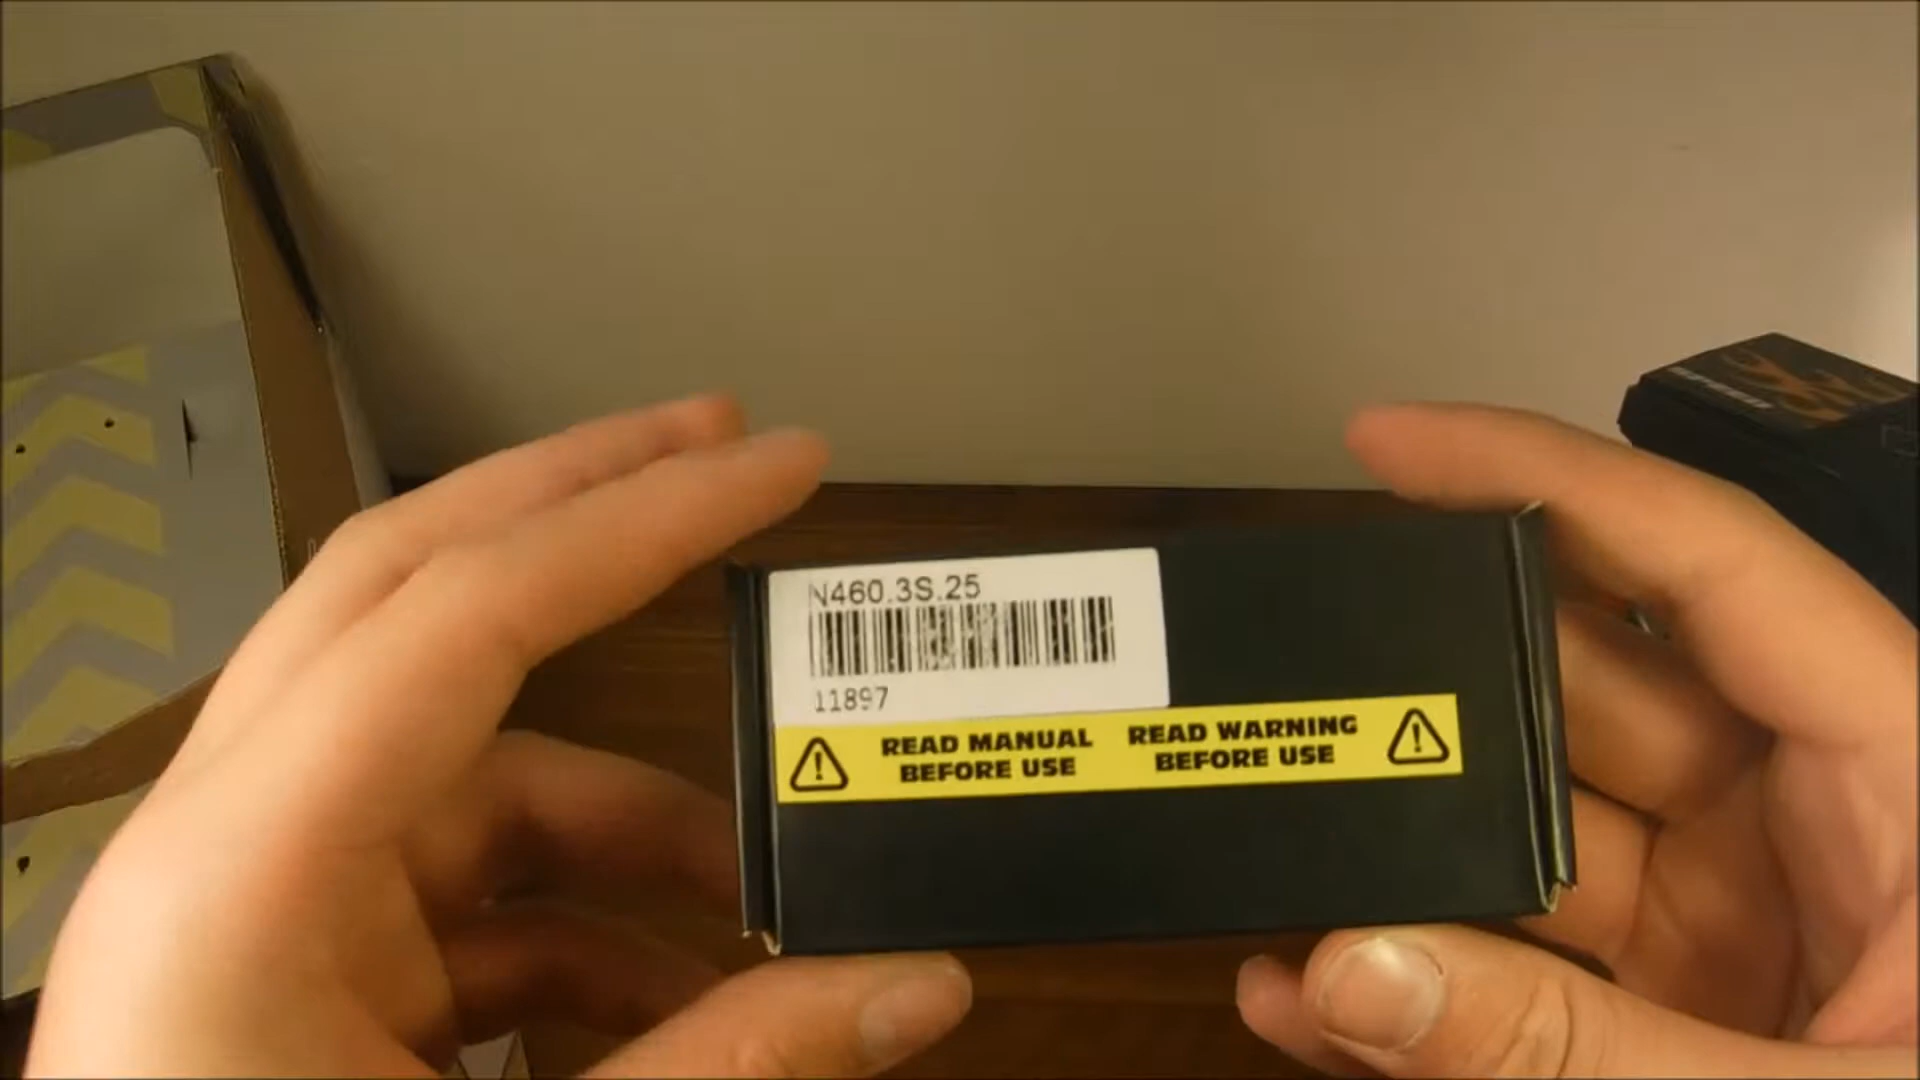 N460.3S.25
11897
READ MANUAL
BEFORE USE
READ WARNING
BEFORE USE